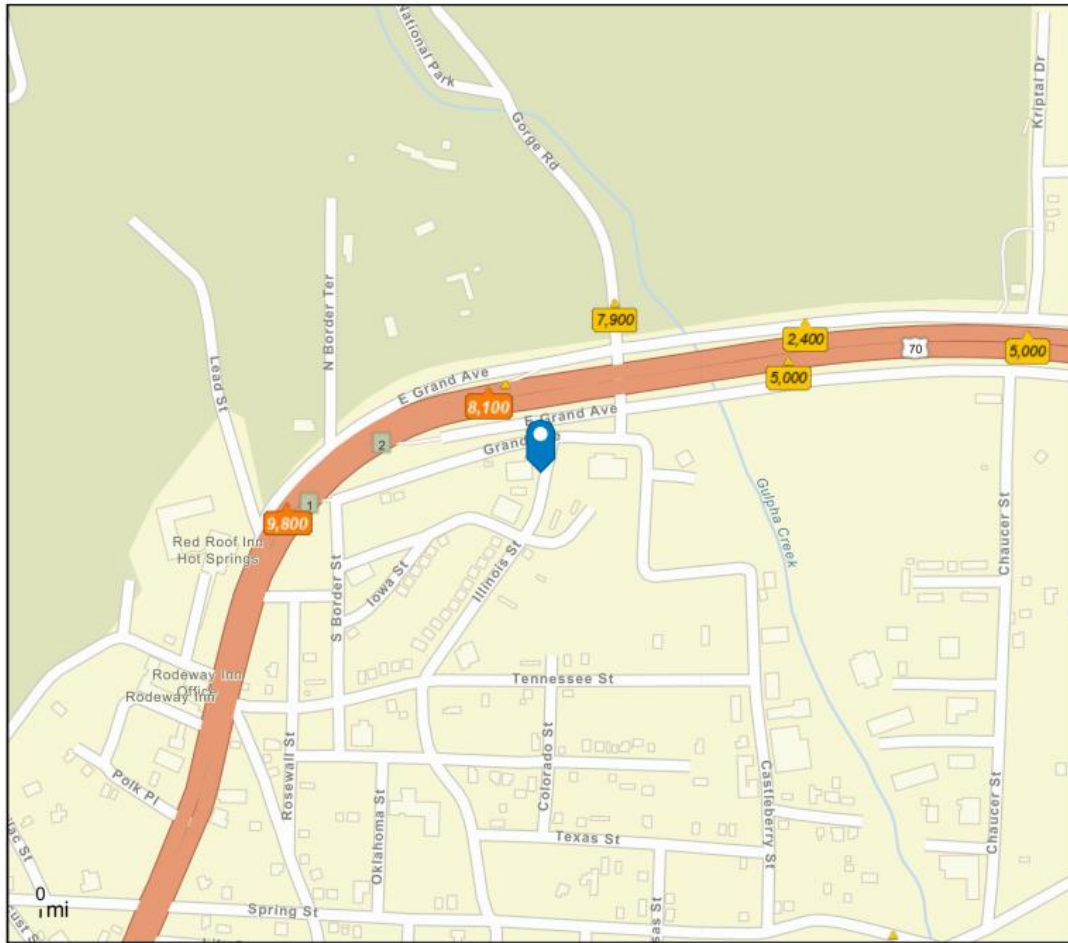 National Park
Gorge Rd
Kriptal Dr
N Border Ter
Lead St
7,900
2,400
70
5,000
5,000
E Grand Ave
8,100
E Grand Ave
2
1
9,800
Red Roof Inn
Hot Springs
S Border St
Iowa St
Illinois St
Gulpha Creek
Chaucer St
Rodeway Inn
Office
Rodeway Inn
Tennessee St
Colorado St
Rosewall St
Polk Pl
Oklahoma St
Texas St
Castleberry St
Chaucer St
0
mi
Spring St